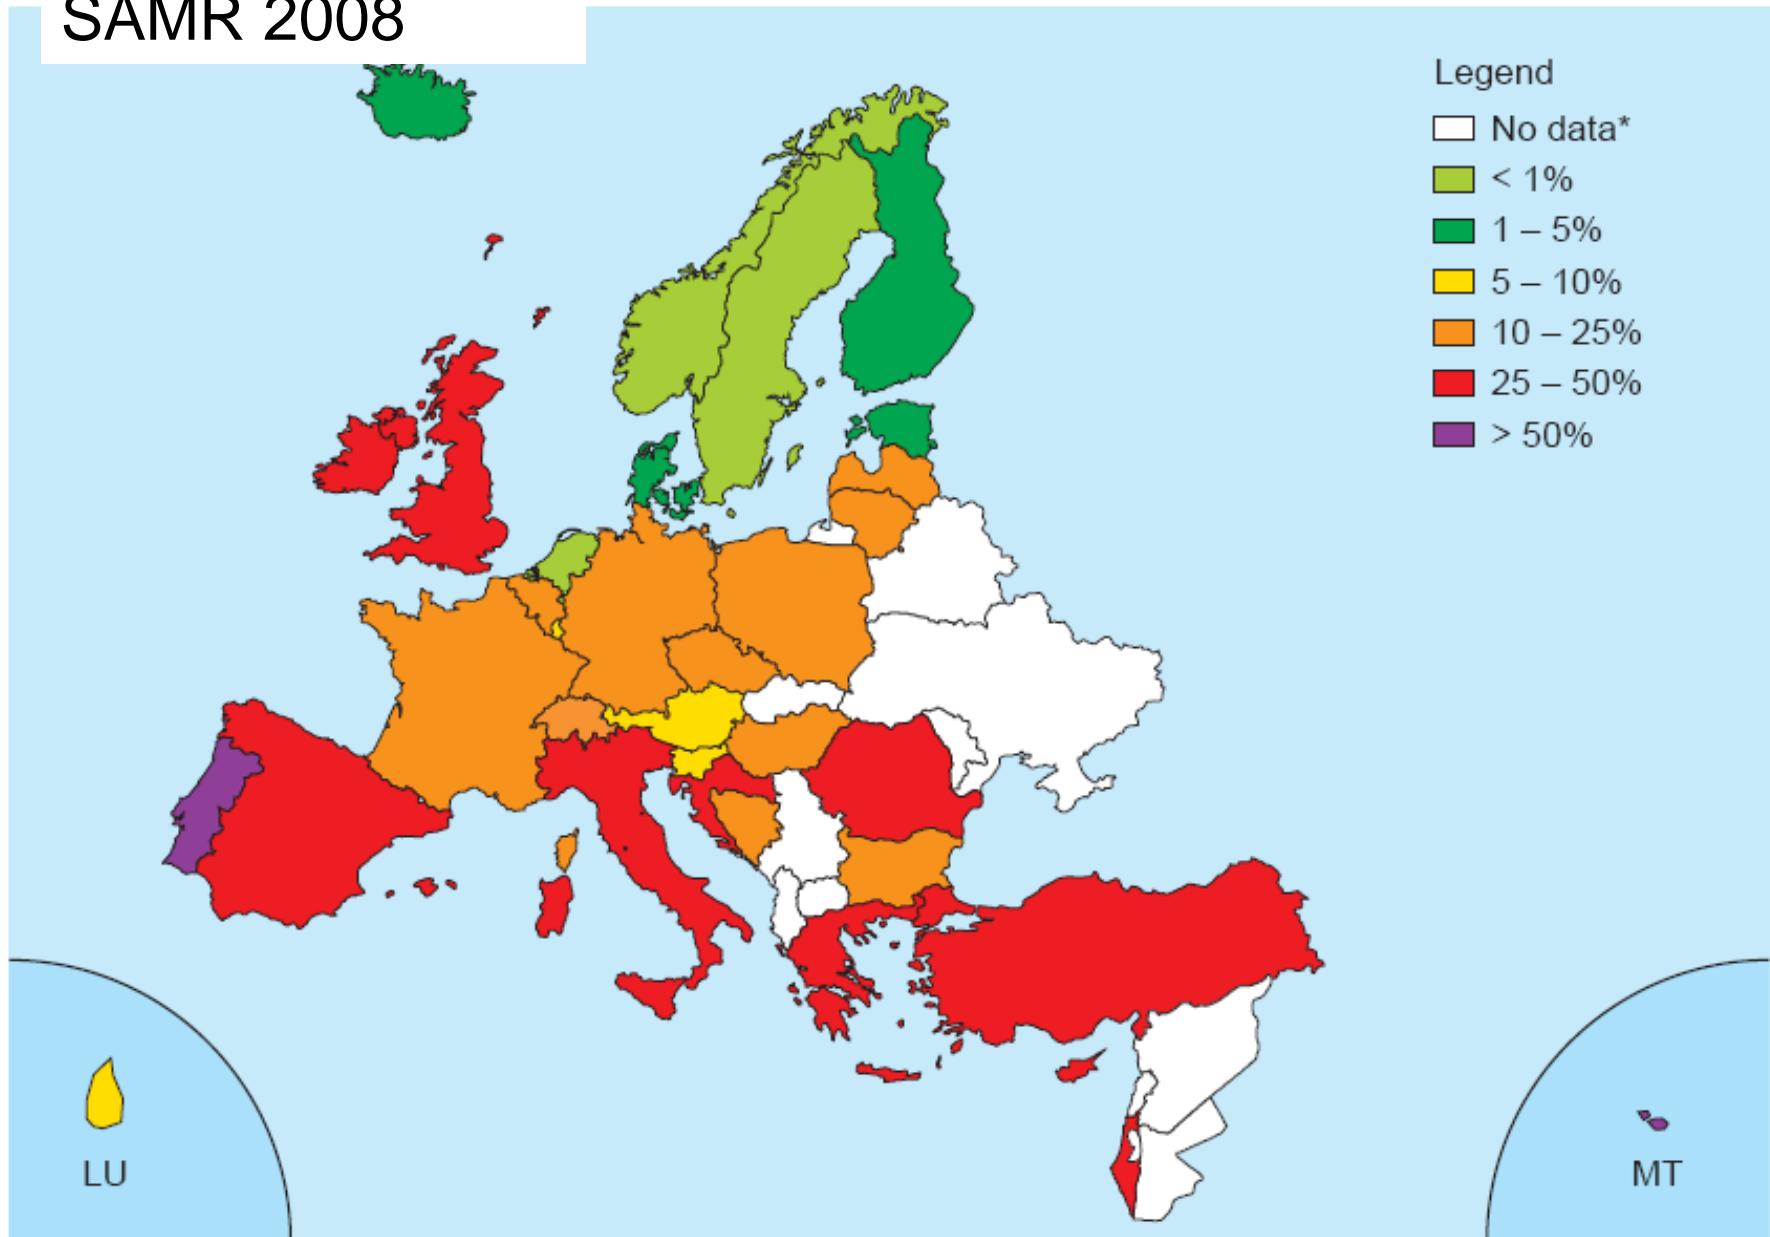 SAMR 2008
Legend
No data*
< 1%
1 – 5%
5 – 10%
10 – 25%
25 – 50%
> 50%
LU
MT